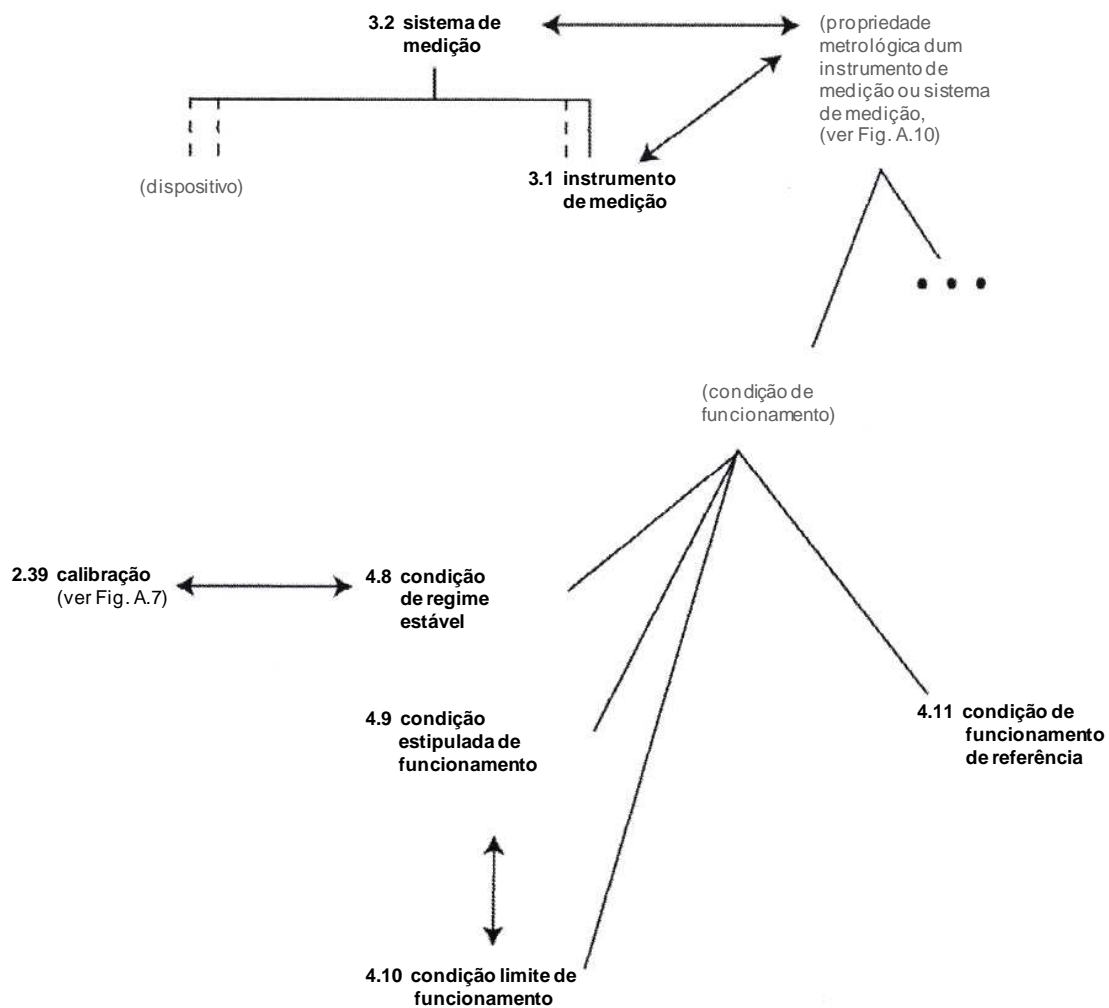 3.2 sistema de
medição
(propriedade
metrológica dum
instrumento de
medição ou sistema
de medição,
(ver Fig. A.10)
(dispositivo)
3.1 instrumento
de medição
(condição de
funcionamento)
2.39 calibração
(ver Fig. A.7)
4.8 condição
de regime
estável
4.9 condição
estipulada de
funcionamento
4.11 condição de
funcionamento
de referência
4.10 condição limite de
funcionamento